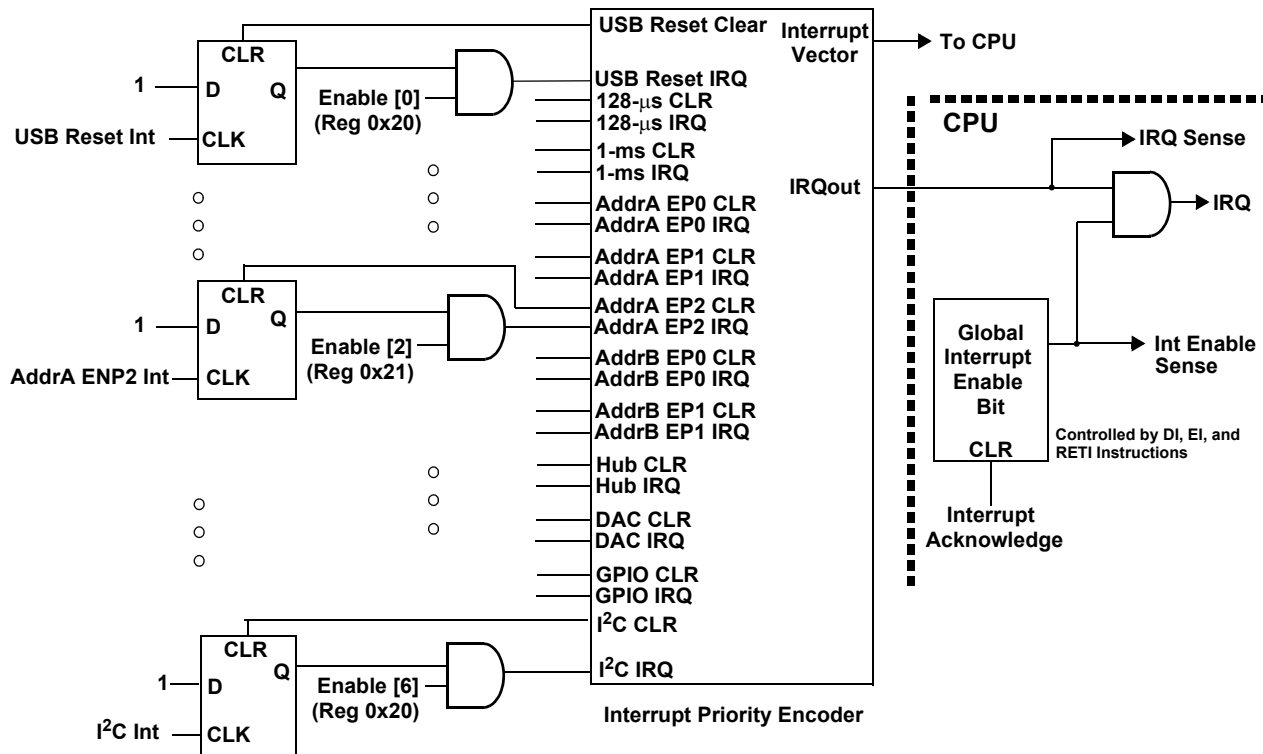 CLR
1
D
Q
USB Reset Int
CLK
Enable [0]
(Reg 0x20)
CLR
1
D
Q
AddrA ENP2 Int
CLK
Enable [2]
(Reg 0x21)
CLR
1
D
Q
I²C Int
CLK
Enable [6]
(Reg 0x20)
USB Reset Clear
USB Reset IRQ
128-μs CLR
128-μs IRQ
1-ms CLR
1-ms IRQ
AddrA EP0 CLR
AddrA EP0 IRQ
AddrA EP1 CLR
AddrA EP1 IRQ
AddrA EP2 CLR
AddrA EP2 IRQ
AddrB EP0 CLR
AddrB EP0 IRQ
AddrB EP1 CLR
AddrB EP1 IRQ
Hub CLR
Hub IRQ
DAC CLR
DAC IRQ
GPIO CLR
GPIO IRQ
I²C CLR
I²C IRQ
Interrupt
Vector
IRQout
Interrupt Priority Encoder
To CPU
CPU
IRQ Sense
IRQ
Global
Interrupt
Enable
Bit
CLR
Int Enable
Sense
Controlled by DI, EI, and
RETI Instructions
Interrupt
Acknowledge